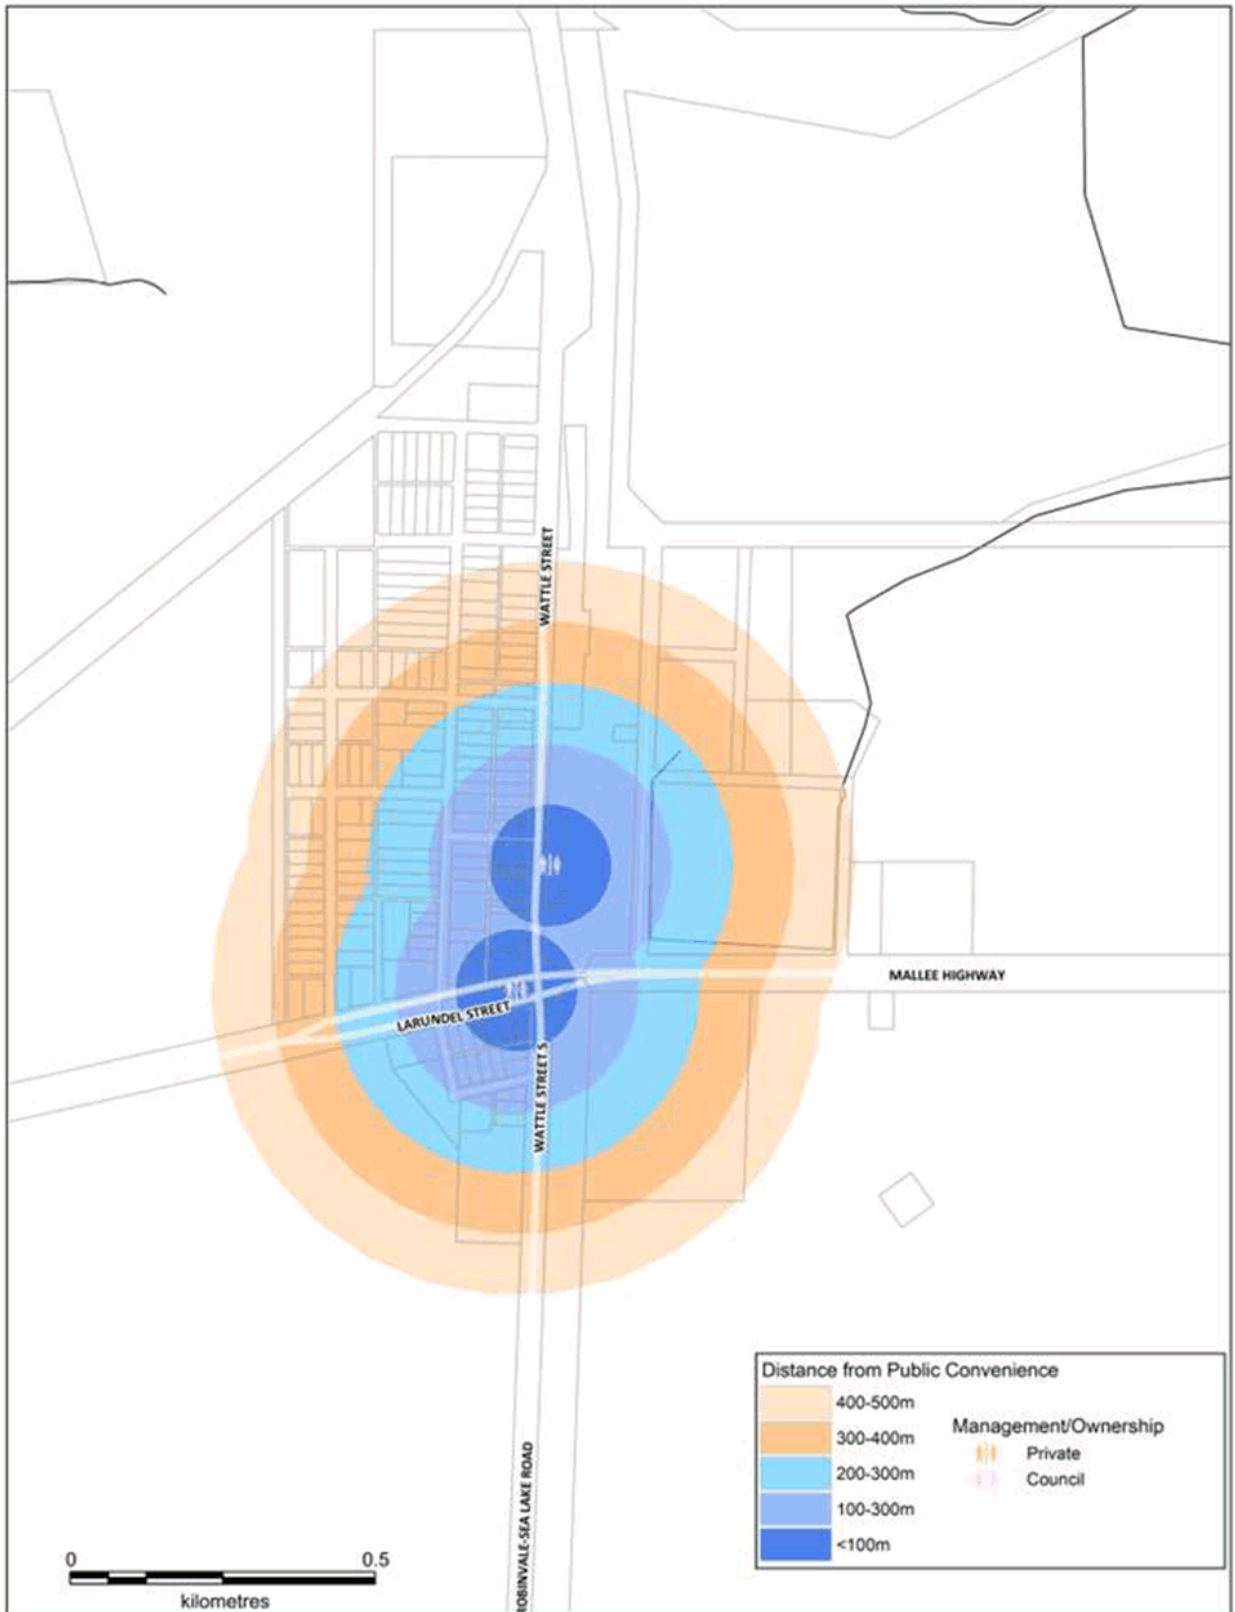 WATTLE STREET
MALLEE HIGHWAY
LARUNDEL STREET
WATTLE STREET S
ROBINVALE-SEA LAKE ROAD
Distance from Public Convenience
400-500m
300-400m
200-300m
100-300m
<100m
Management/Ownership
Private
Council
0 0.5
kilometres